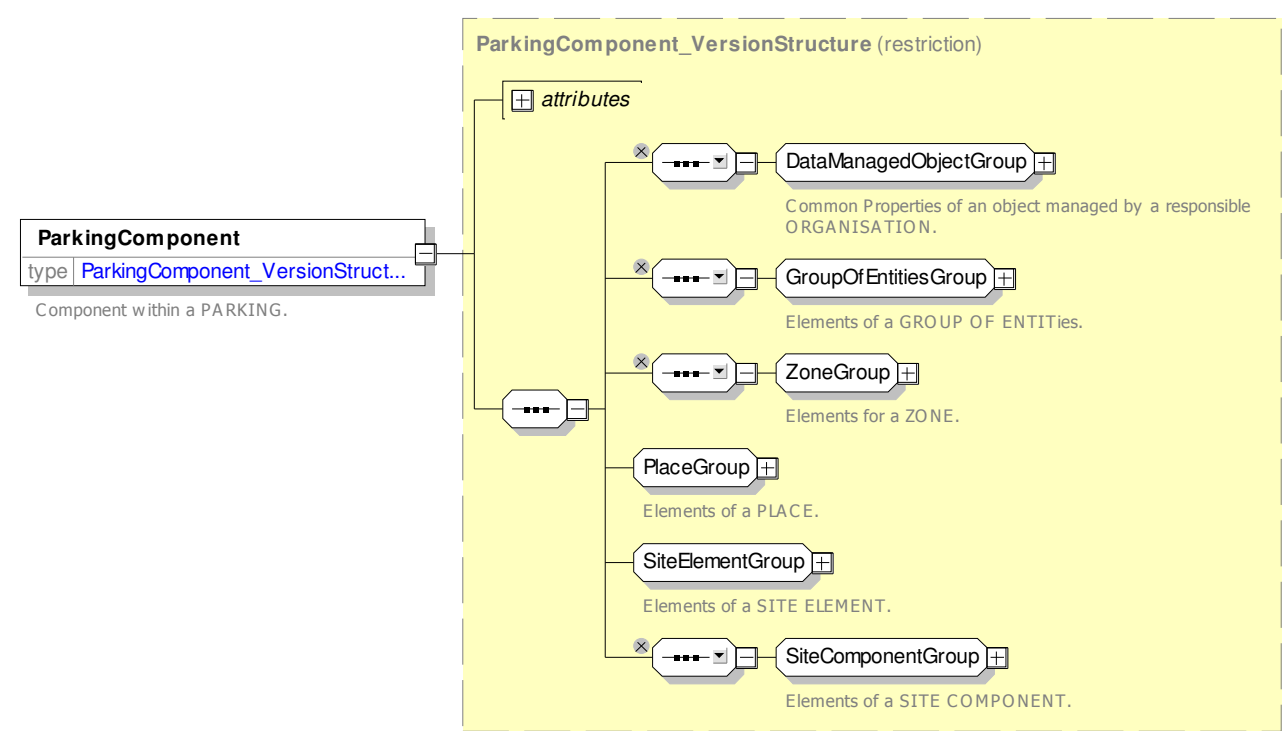 ParkingComponent_VersionStructure (restriction)
attributes
DataManagedObjectGroup
Common Properties of an object managed by a responsible
ORGANISATION.
ParkingComponent
type ParkingComponent_VersionStruct...
Component within a PARKING.
GroupOfEntitiesGroup
Elements of a GROUP OF ENTITies.
ZoneGroup
Elements for a ZONE.
PlaceGroup
Elements of a PLACE.
SiteElementGroup
Elements of a SITE ELEMENT.
SiteComponentGroup
Elements of a SITE COMPONENT.